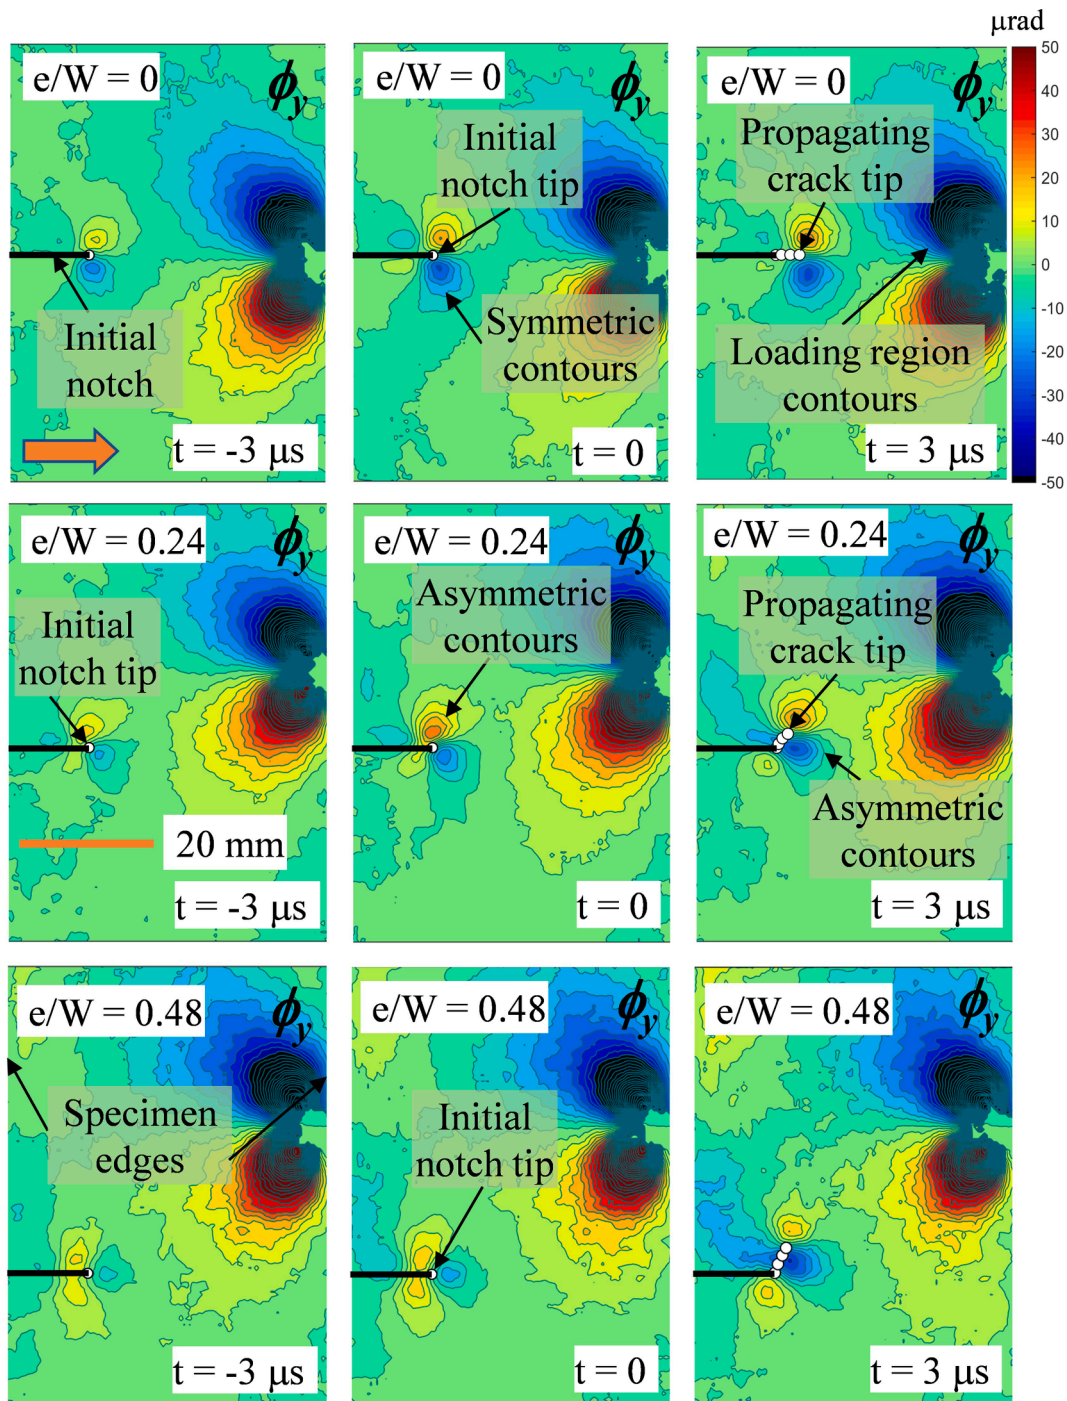 μrad
e/W = 0
ϕy
Initial
notch
t = -3 μs
e/W = 0
ϕy
Initial
notch tip
Symmetric
contours
t = 0
e/W = 0
ϕy
Propagating
crack tip
Loading region
contours
t = 3 μs
50
40
30
20
10
0
-10
-20
-30
-40
-50
e/W = 0.24
ϕy
Initial
notch tip
20 mm
t = -3 μs
e/W = 0.24
ϕy
Asymmetric
contours
t = 0
e/W = 0.24
ϕy
Propagating
crack tip
Asymmetric
contours
t = 3 μs
e/W = 0.48
ϕy
Specimen
edges
t = -3 μs
e/W = 0.48
ϕy
Initial
notch tip
t = 0
e/W = 0.48
ϕy
t = 3 μs